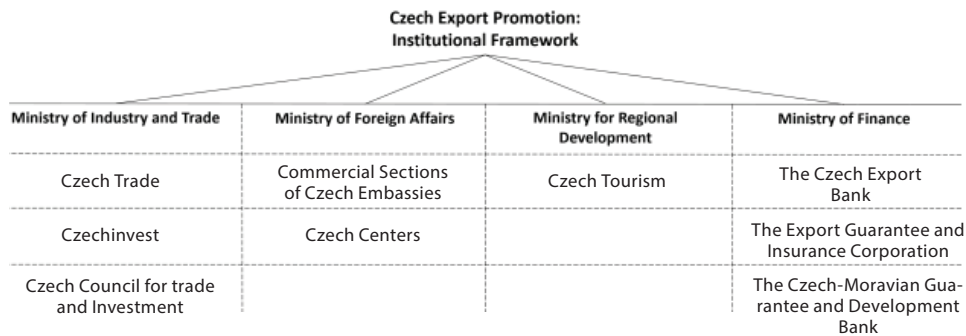 Czech Export Promotion:
Institutional Framework
Ministry of Industry and Trade
Ministry of Foreign Affairs
Ministry for Regional
Development
Ministry of Finance
Czech Trade
Commercial Sections
of Czech Embassies
Czech Tourism
The Czech Export
Bank
Czechinvest
Czech Centers
The Export Guarantee and
Insurance Corporation
Czech Council for trade
and Investment
The Czech-Moravian Gua-
rantee and Development
Bank